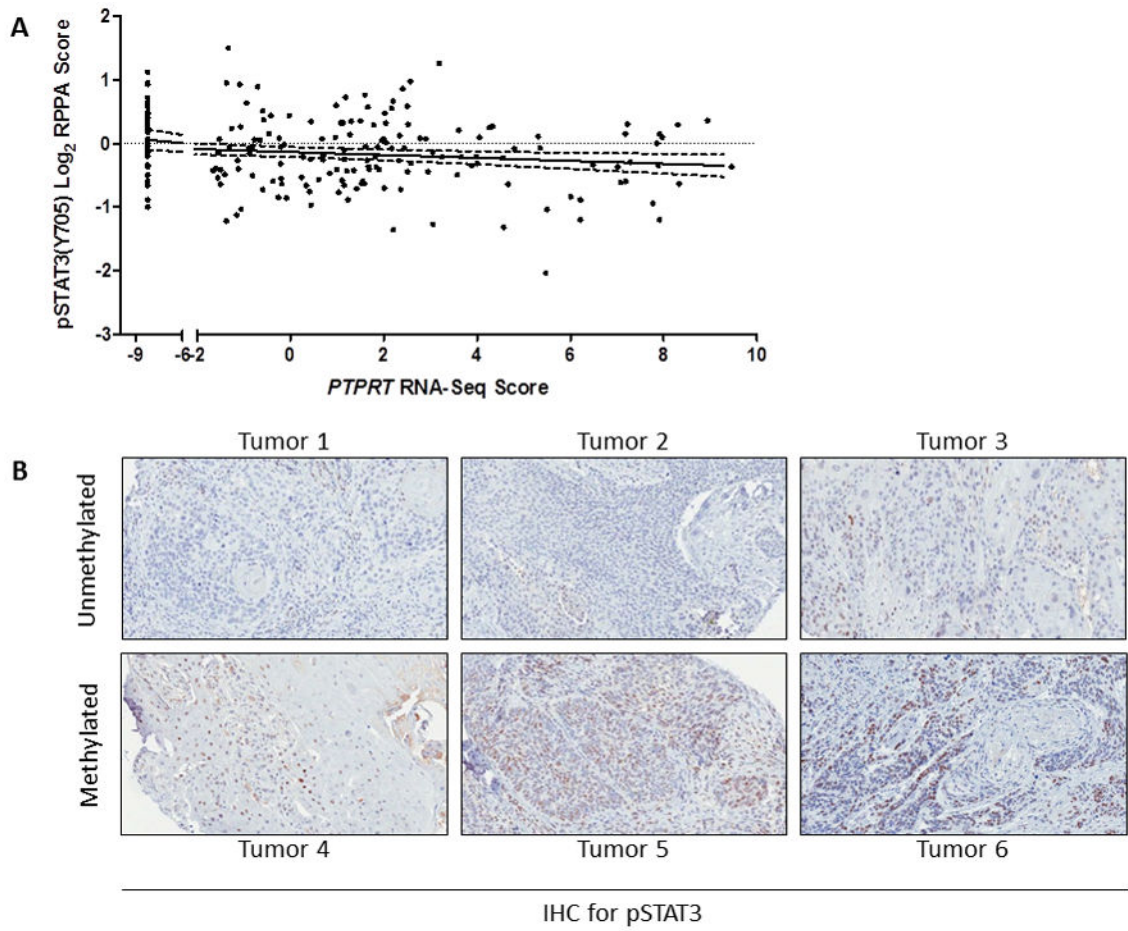 A
pSTAT3(Y705) Log2 RPPA Score
2
1
0
-1
-2
-3
-9 -6 -2 0 2 4 6 8 10
PTPRT RNA-Seq Score
B
Tumor 1 Tumor 2 Tumor 3
Unmethylated
Methylated
Tumor 4 Tumor 5 Tumor 6
IHC for pSTAT3